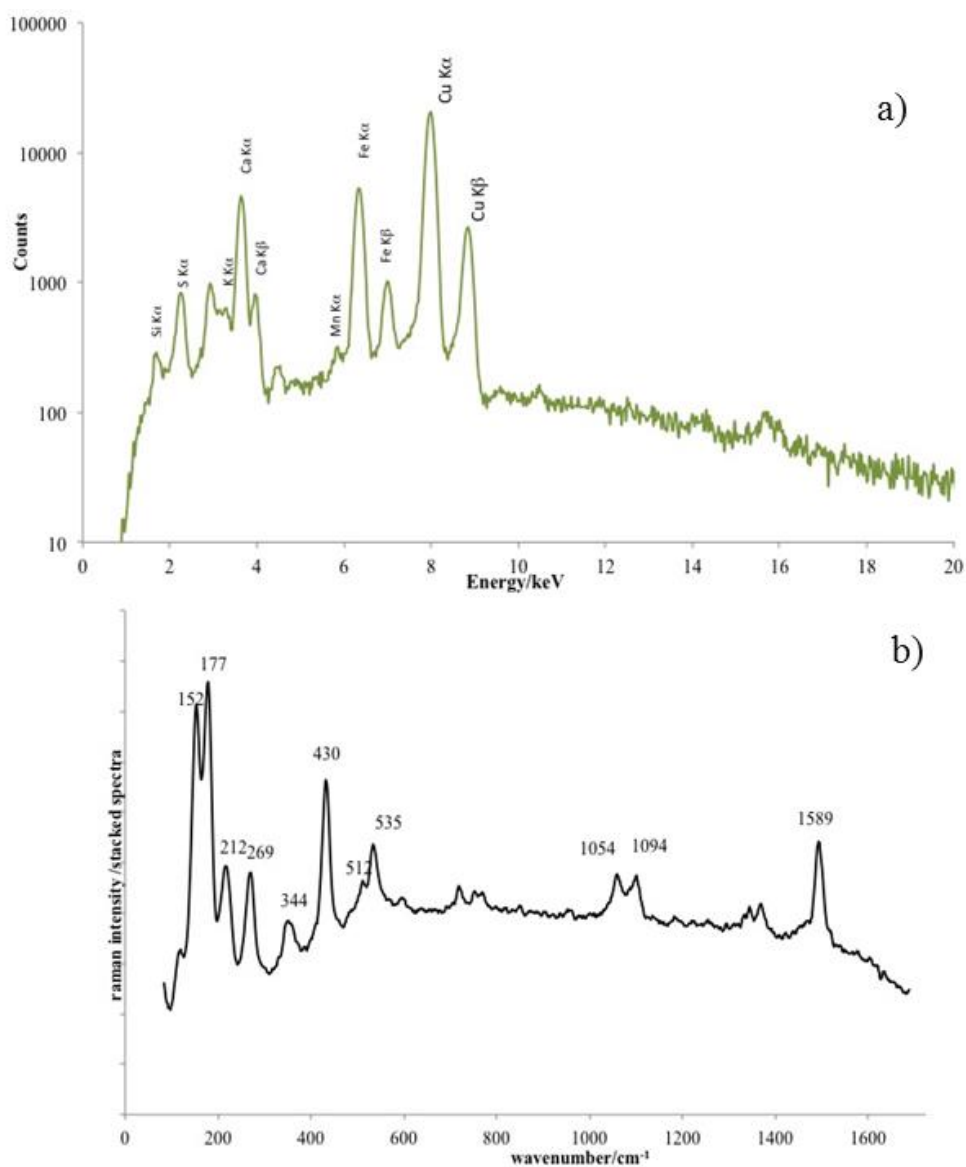 100000
a)
Cu Kα
10000
Fe Kα
Ca Kα
Cu Kβ
Counts
S Kα
K Kα
Ca Kβ
Fe Kβ
1000
Si Kα
Mn Kα
100
10
0 2 4 6 8 10 12 14 16 18 20
Energy/keV
b)
177
152
430
535
1589
1054 1094
212 269
512
344
raman intensity /stacked spectra
0 200 400 600 800 1000 1200 1400 1600
wavenumber/cm⁻¹